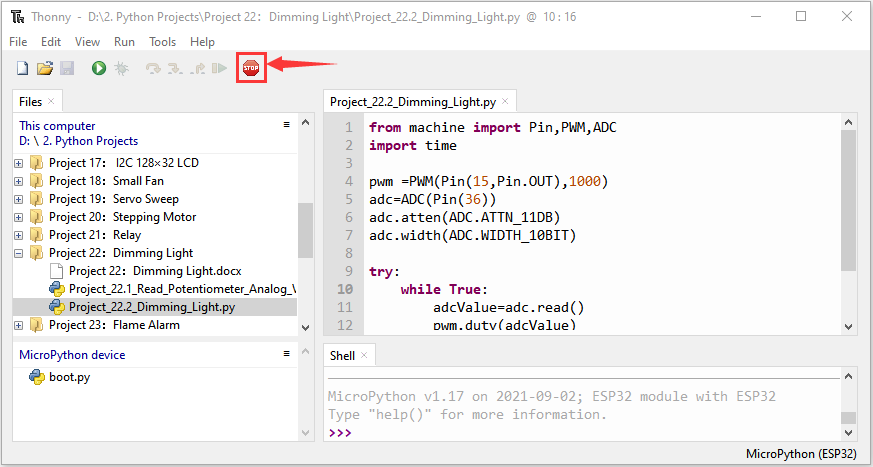 Thonny - D:\2. Python Projects\Project 22：Dimming Light\Project_22.2_Dimming_Light.py @ 10 : 16
File Edit View Run Tools Help
STOP
Files ×
This computer
D: \ 2. Python Projects
Project 17： I2C 128×32 LCD
Project 18：Small Fan
Project 19：Servo Sweep
Project 20：Stepping Motor
Project 21：Relay
Project 22：Dimming Light
Project 22：Dimming Light.docx
Project_22.1_Read_Potentiometer_Analog_V
Project_22.2_Dimming_Light.py
Project 23：Flame Alarm
MicroPython device
boot.py
Project_22.2_Dimming_Light.py ×
1 from machine import Pin,PWM,ADC
2 import time
3
4 pwm =PWM(Pin(15,Pin.OUT),1000)
5 adc=ADC(Pin(36))
6 adc.atten(ADC.ATTN_11DB)
7 adc.width(ADC.WIDTH_10BIT)
8
9 try:
10 while True:
11 adcValue=adc.read()
12 pwm.duty(adcValue)
Shell ×
MicroPython v1.17 on 2021-09-02; ESP32 module with ESP32
Type "help()" for more information.
>>>
MicroPython (ESP32)